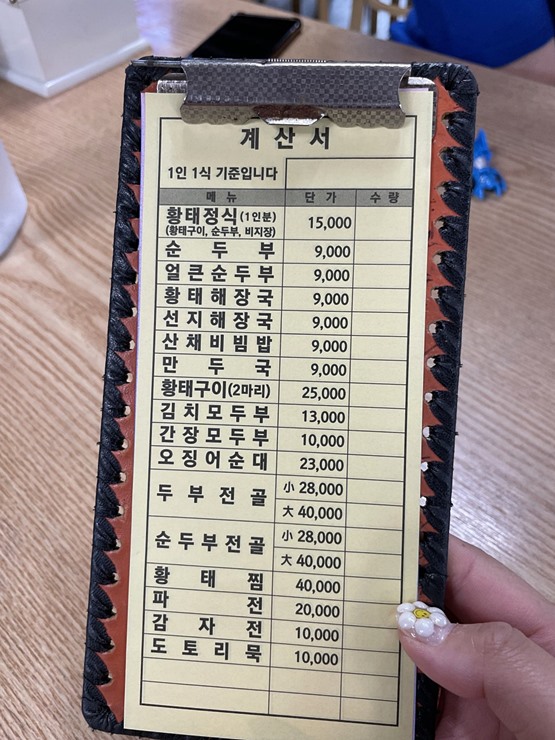 계 산 서
1인 1식 기준입니다
메 뉴 단 가 수 량
황태정식(1인분) 15,000
(황태구이, 순두부, 비지장)
순 두 부 9,000
얼큰순두부 9,000
황태해장국 9,000
선지해장국 9,000
산채비빔밥 9,000
만 두 국 9,000
황태구이(2마리) 25,000
김치모두부 13,000
간장모두부 10,000
오징어순대 23,000
두 부 전 골 小 28,000
大 40,000
순두부전골 小 28,000
大 40,000
황 태 찜 40,000
파 전 20,000
감 자 전 10,000
도토리묵 10,000